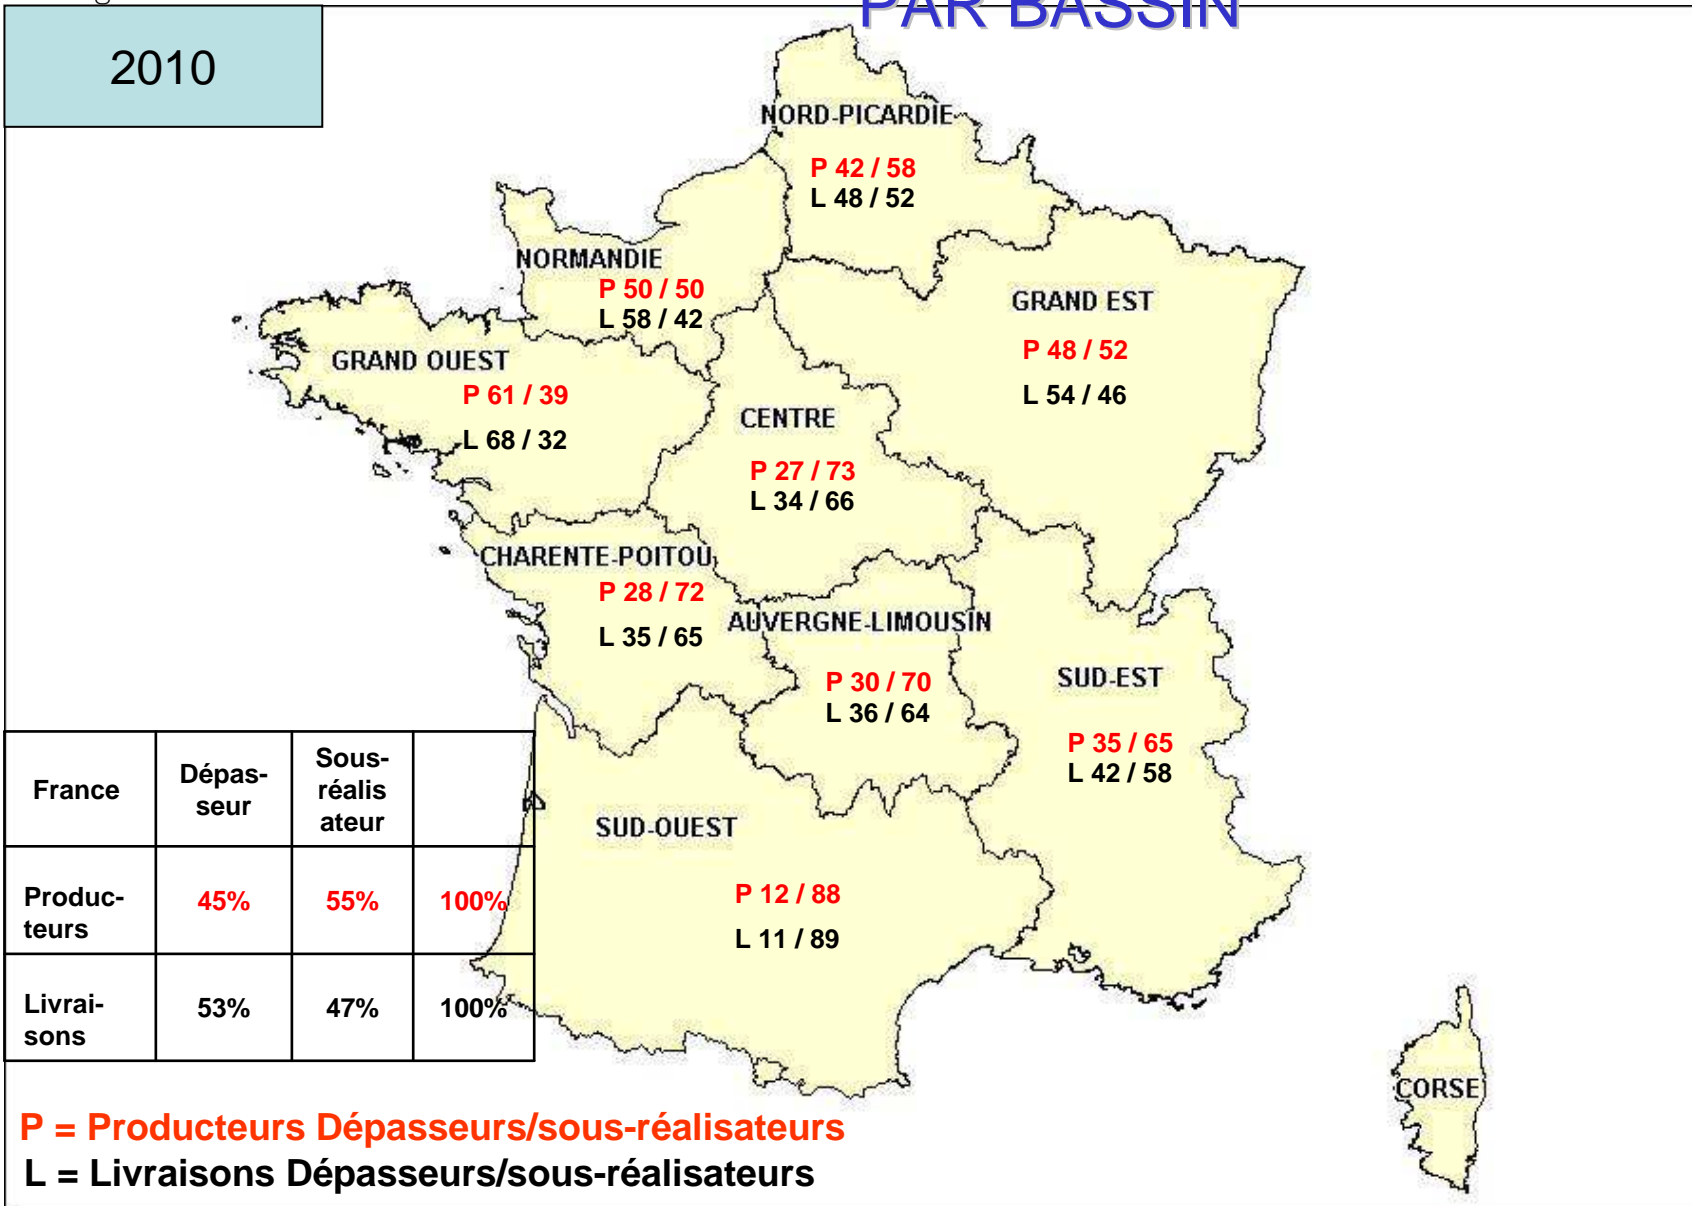 PAR BASSIN
2010
NORD-PICARDIE
P 42 / 58
L 48 / 52
NORMANDIE
P 50 / 50
L 58 / 42
GRAND EST
P 48 / 52
L 54 / 46
GRAND OUEST
P 61 / 39
L 68 / 32
CENTRE
P 27 / 73
L 34 / 66
CHARENTE-POITOU
P 28 / 72
L 35 / 65
AUVERGNE-LIMOUSIN
P 30 / 70
L 36 / 64
SUD-EST
P 35 / 65
L 42 / 58
SUD-OUEST
P 12 / 88
L 11 / 89
CORSE
France
Dépas-
seur
Sous-
réalis
ateur
Produc-
teurs
45%
55%
100%
Livrai-
sons
53%
47%
100%
P = Producteurs Dépasseurs/sous-réalisateurs
L = Livraisons Dépasseurs/sous-réalisateurs